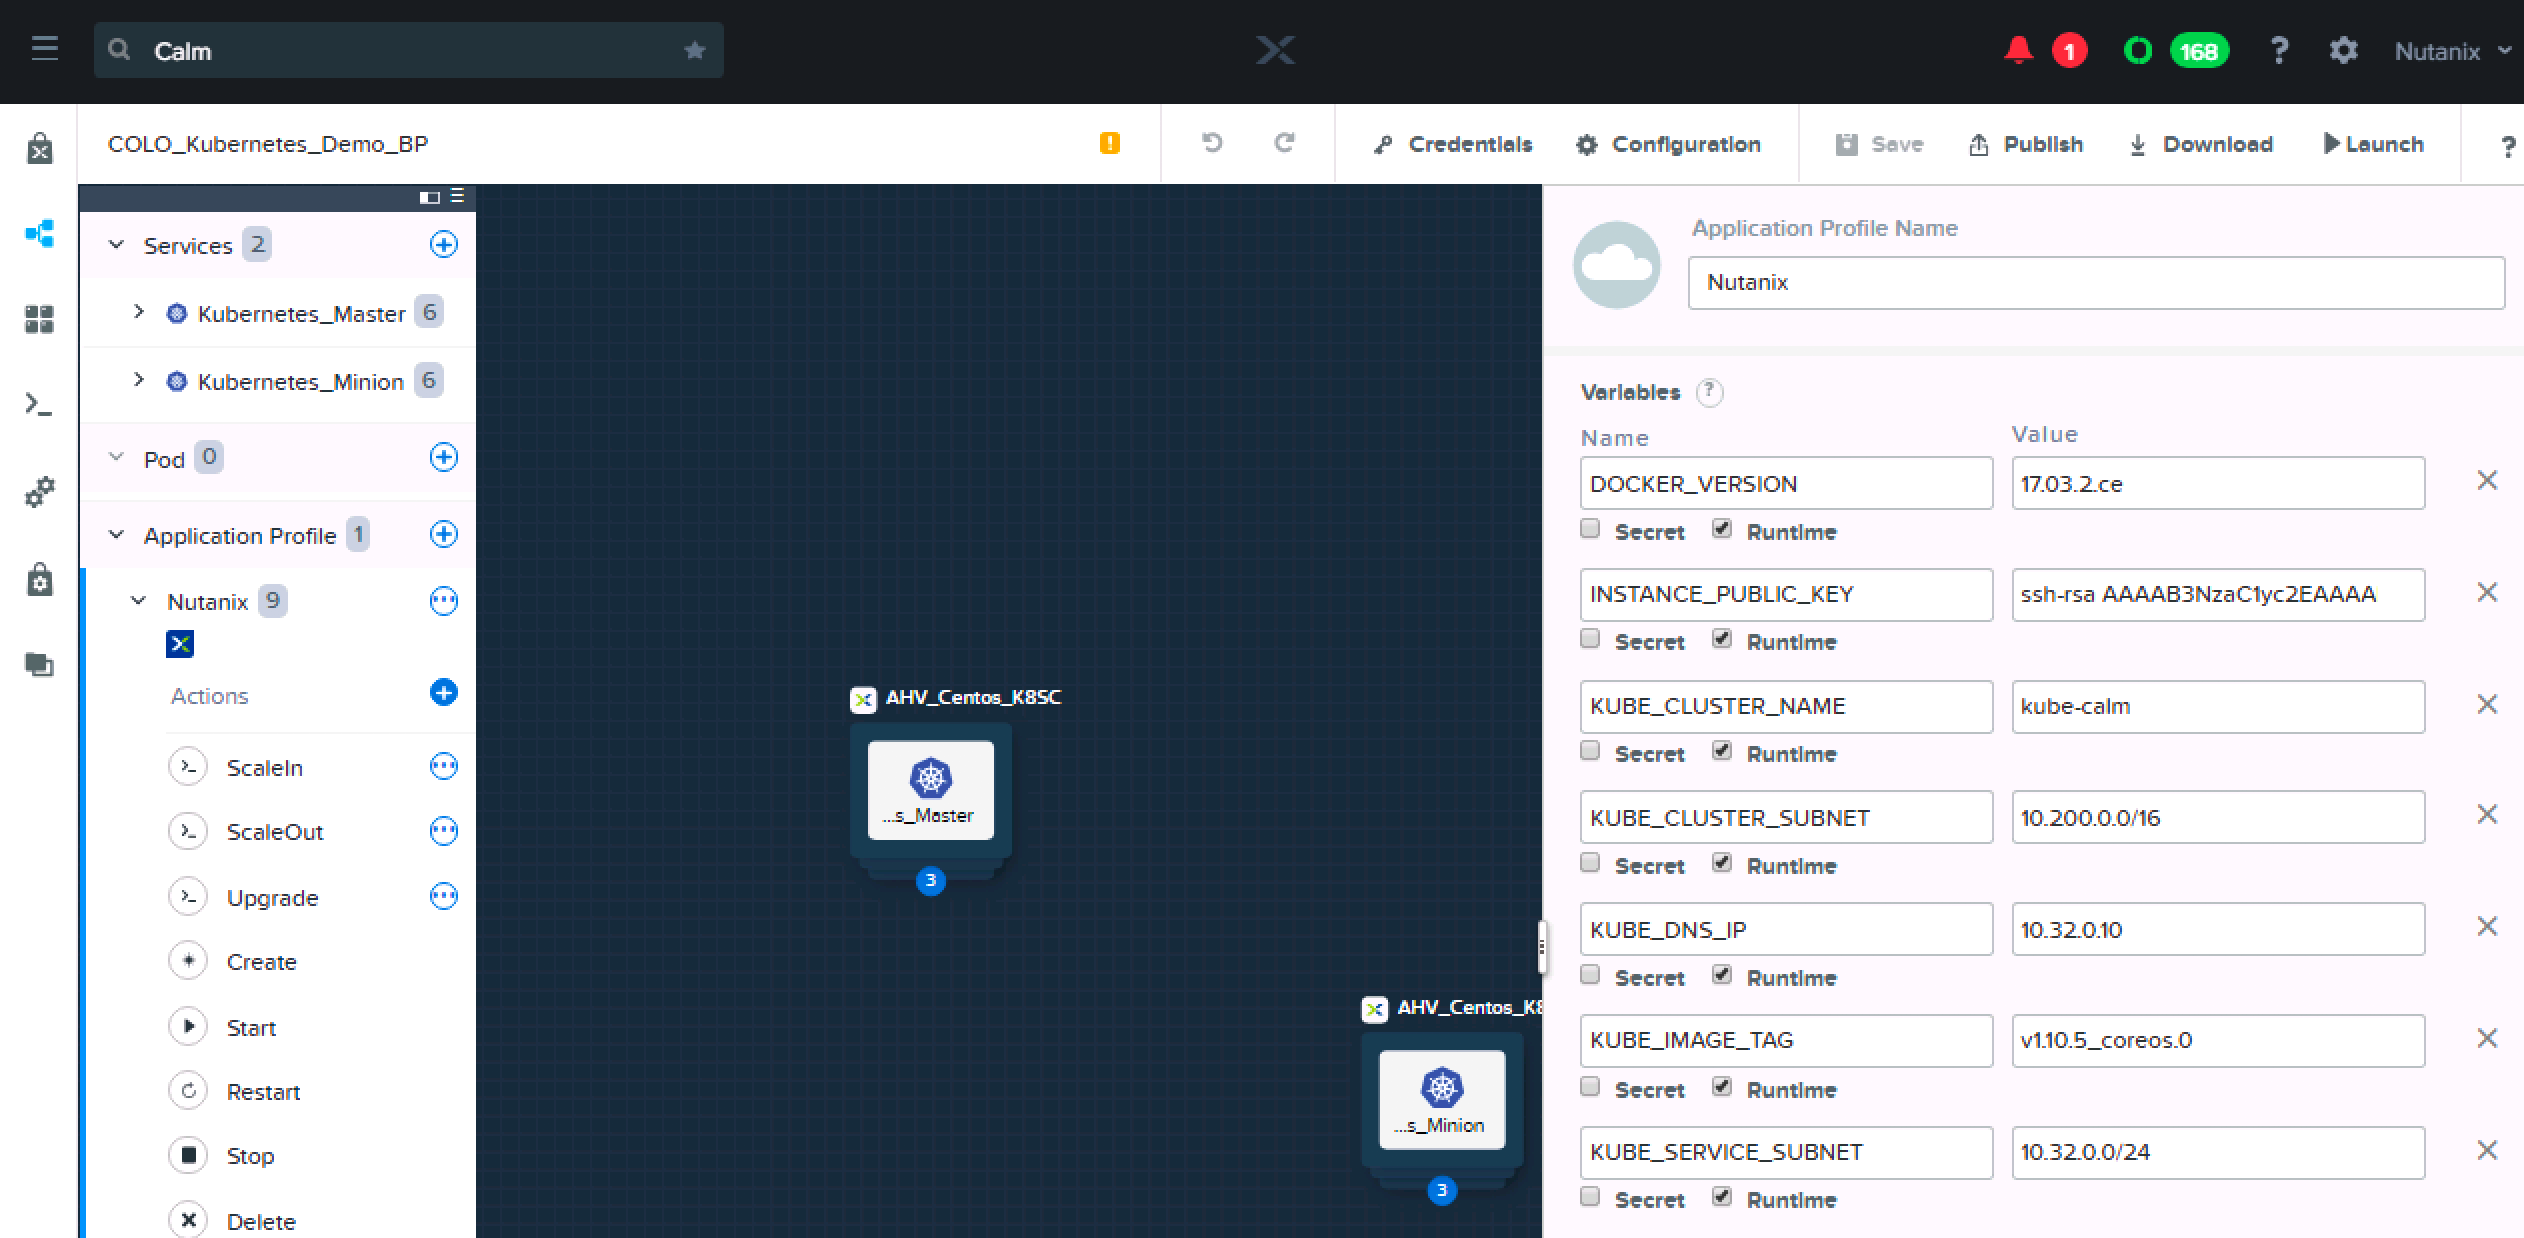 Calm
1
168
?
Nutanix
COLO_Kubernetes_Demo_BP
!
Credentials
Configuration
Save
Publish
Download
Launch
?
Services 2
Kubernetes_Master 6
Kubernetes_Minion 6
Pod 0
Application Profile 1
Nutanix 9
Actions
ScaleIn
ScaleOut
Upgrade
Create
Start
Restart
Stop
Delete
AHV_Centos_K8SC
...s_Master
3
AHV_Centos_K8
...s_Minion
3
Application Profile Name
Nutanix
Variables ?
Name Value
DOCKER_VERSION 17.03.2.ce
Secret Runtime
INSTANCE_PUBLIC_KEY ssh-rsa AAAAB3NzaC1yc2EAAAA
Secret Runtime
KUBE_CLUSTER_NAME kube-calm
Secret Runtime
KUBE_CLUSTER_SUBNET 10.200.0.0/16
Secret Runtime
KUBE_DNS_IP 10.32.0.10
Secret Runtime
KUBE_IMAGE_TAG v1.10.5_coreos.0
Secret Runtime
KUBE_SERVICE_SUBNET 10.32.0.0/24
Secret Runtime